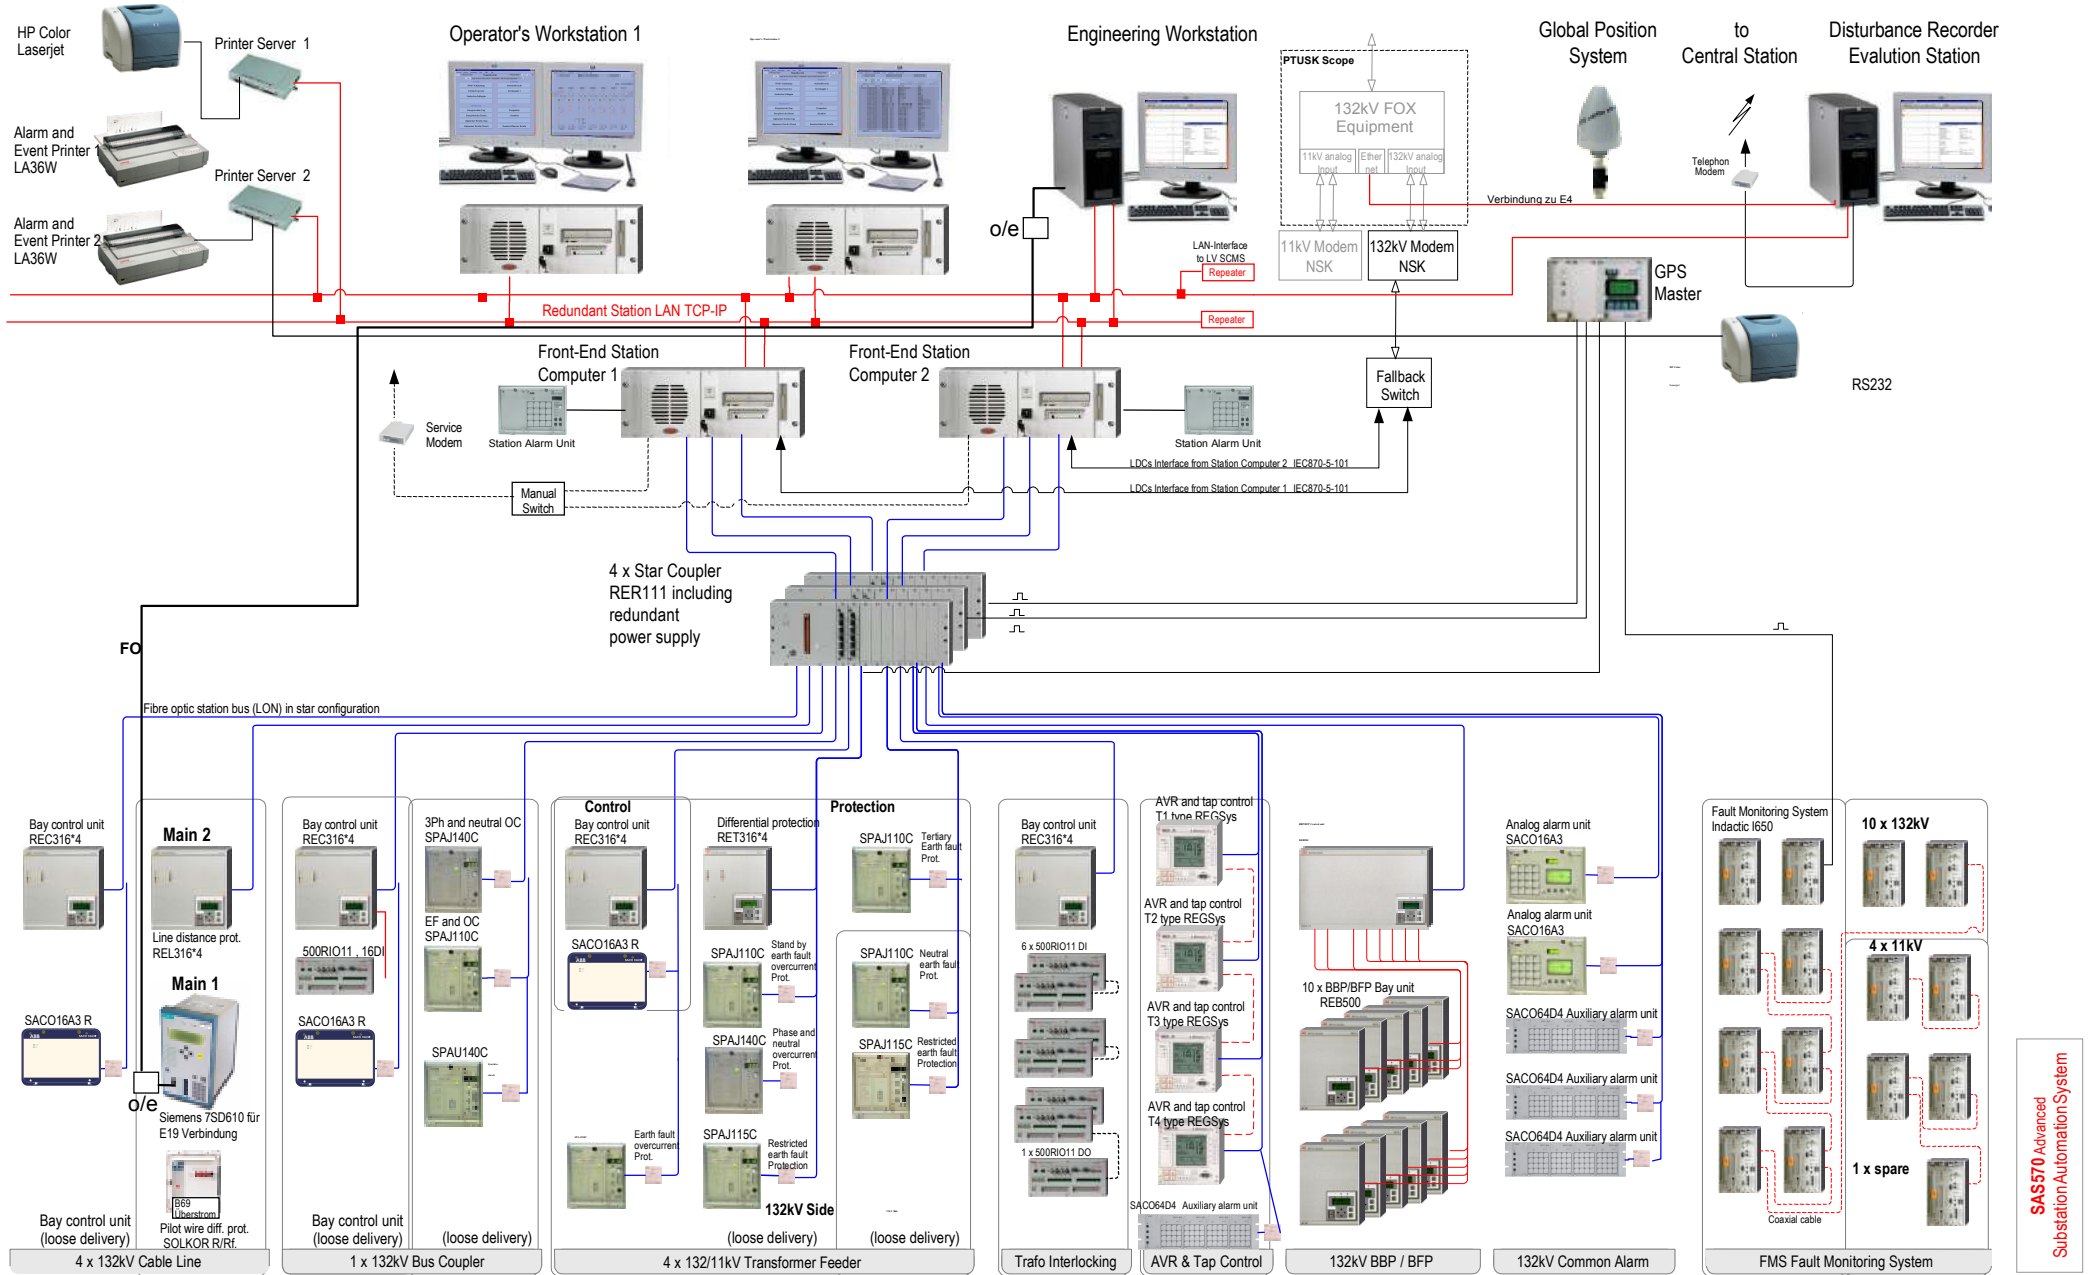 HP Color
Laserjet
Printer Server  1
Alarm and
Event Printer 1
LA36W
Printer Server  2
Alarm and
Event Printer 2
LA36W
Operator's Workstation 1
Engineering Workstation
o/e
PTUSK Scope
132kV FOX
Equipment
11kV analog
Input
Ether
net
132kV analog
Input
11kV Modem
NSK
132kV Modem
NSK
Global Position
System
to
Central Station
Disturbance Recorder
Evalution Station
Telephon
Modem
Verbindung zu E4
LAN-Interface
to LV SCMS
Repeater
Repeater
GPS
Master
Redundant Station LAN TCP-IP
Front-End Station
Computer 1
Front-End Station
Computer 2
Fallback
Switch
RS232
Service
Modem
Station Alarm Unit
Station Alarm Unit
Manual
Switch
LDCs Interface from Station Computer 2  IEC870-5-101
LDCs Interface from Station Computer 1  IEC870-5-101
4 x Star Coupler
RER111 including
redundant
power supply
FO
Fibre optic station bus (LON) in star configuration
Bay control unit
REC316*4
SACO16A3 R
ABB
Bay control unit
(loose delivery)
Main 2
Line distance prot.
REL316*4
Main 1
o/e
Siemens 7SD610 für
E19 Verbindung
B69
Überstrom
Pilot wire diff. prot.
SOLKOR R/Rf.
4 x 132kV Cable Line
Bay control unit
REC316*4
500RIO11 , 16DI
SACO16A3 R
ABB
Bay control unit
(loose delivery)
3Ph and neutral OC
SPAJ140C
EF and OC
SPAJ110C
SPAU140C
(loose delivery)
1 x 132kV Bus Coupler
Control
Bay control unit
REC316*4
SACO16A3 R
ABB
Earth fault
overcurrent
Prot.
Protection
Differential protection
RET316*4
SPAJ110C
Stand by
earth fault
overcurrent
Prot.
SPAJ140C
Phase and
neutral
overcurrent
Prot.
SPAJ115C
Restricted
earth fault
Protection
132kV Side
(loose delivery)
SPAJ110C
Tertiary
Earth fault
Prot.
SPAJ110C
Neutral
earth fault
Prot.
SPAJ115C
Restricted
earth fault
Protection
(loose delivery)
4 x 132/11kV Transformer Feeder
Bay control unit
REC316*4
6 x 500RIO11 DI
1 x 500RIO11 DO
Trafo Interlocking
AVR and tap control
T1 type REGSys
AVR and tap control
T2 type REGSys
AVR and tap control
T3 type REGSys
AVR and tap control
T4 type REGSys
SACO64D4  Auxiliary alarm unit
AVR & Tap Control
10 x BBP/BFP Bay unit
REB500
132kV BBP / BFP
Analog alarm unit
SACO16A3
Analog alarm unit
SACO16A3
SACO64D4 Auxiliary alarm unit
SACO64D4 Auxiliary alarm unit
SACO64D4 Auxiliary alarm unit
132kV Common Alarm
Fault Monitoring System
Indactic I650
10 x 132kV
4 x 11kV
1 x spare
Coaxial cable
FMS Fault Monitoring System
SAS570 Advanced
Substation Automation System